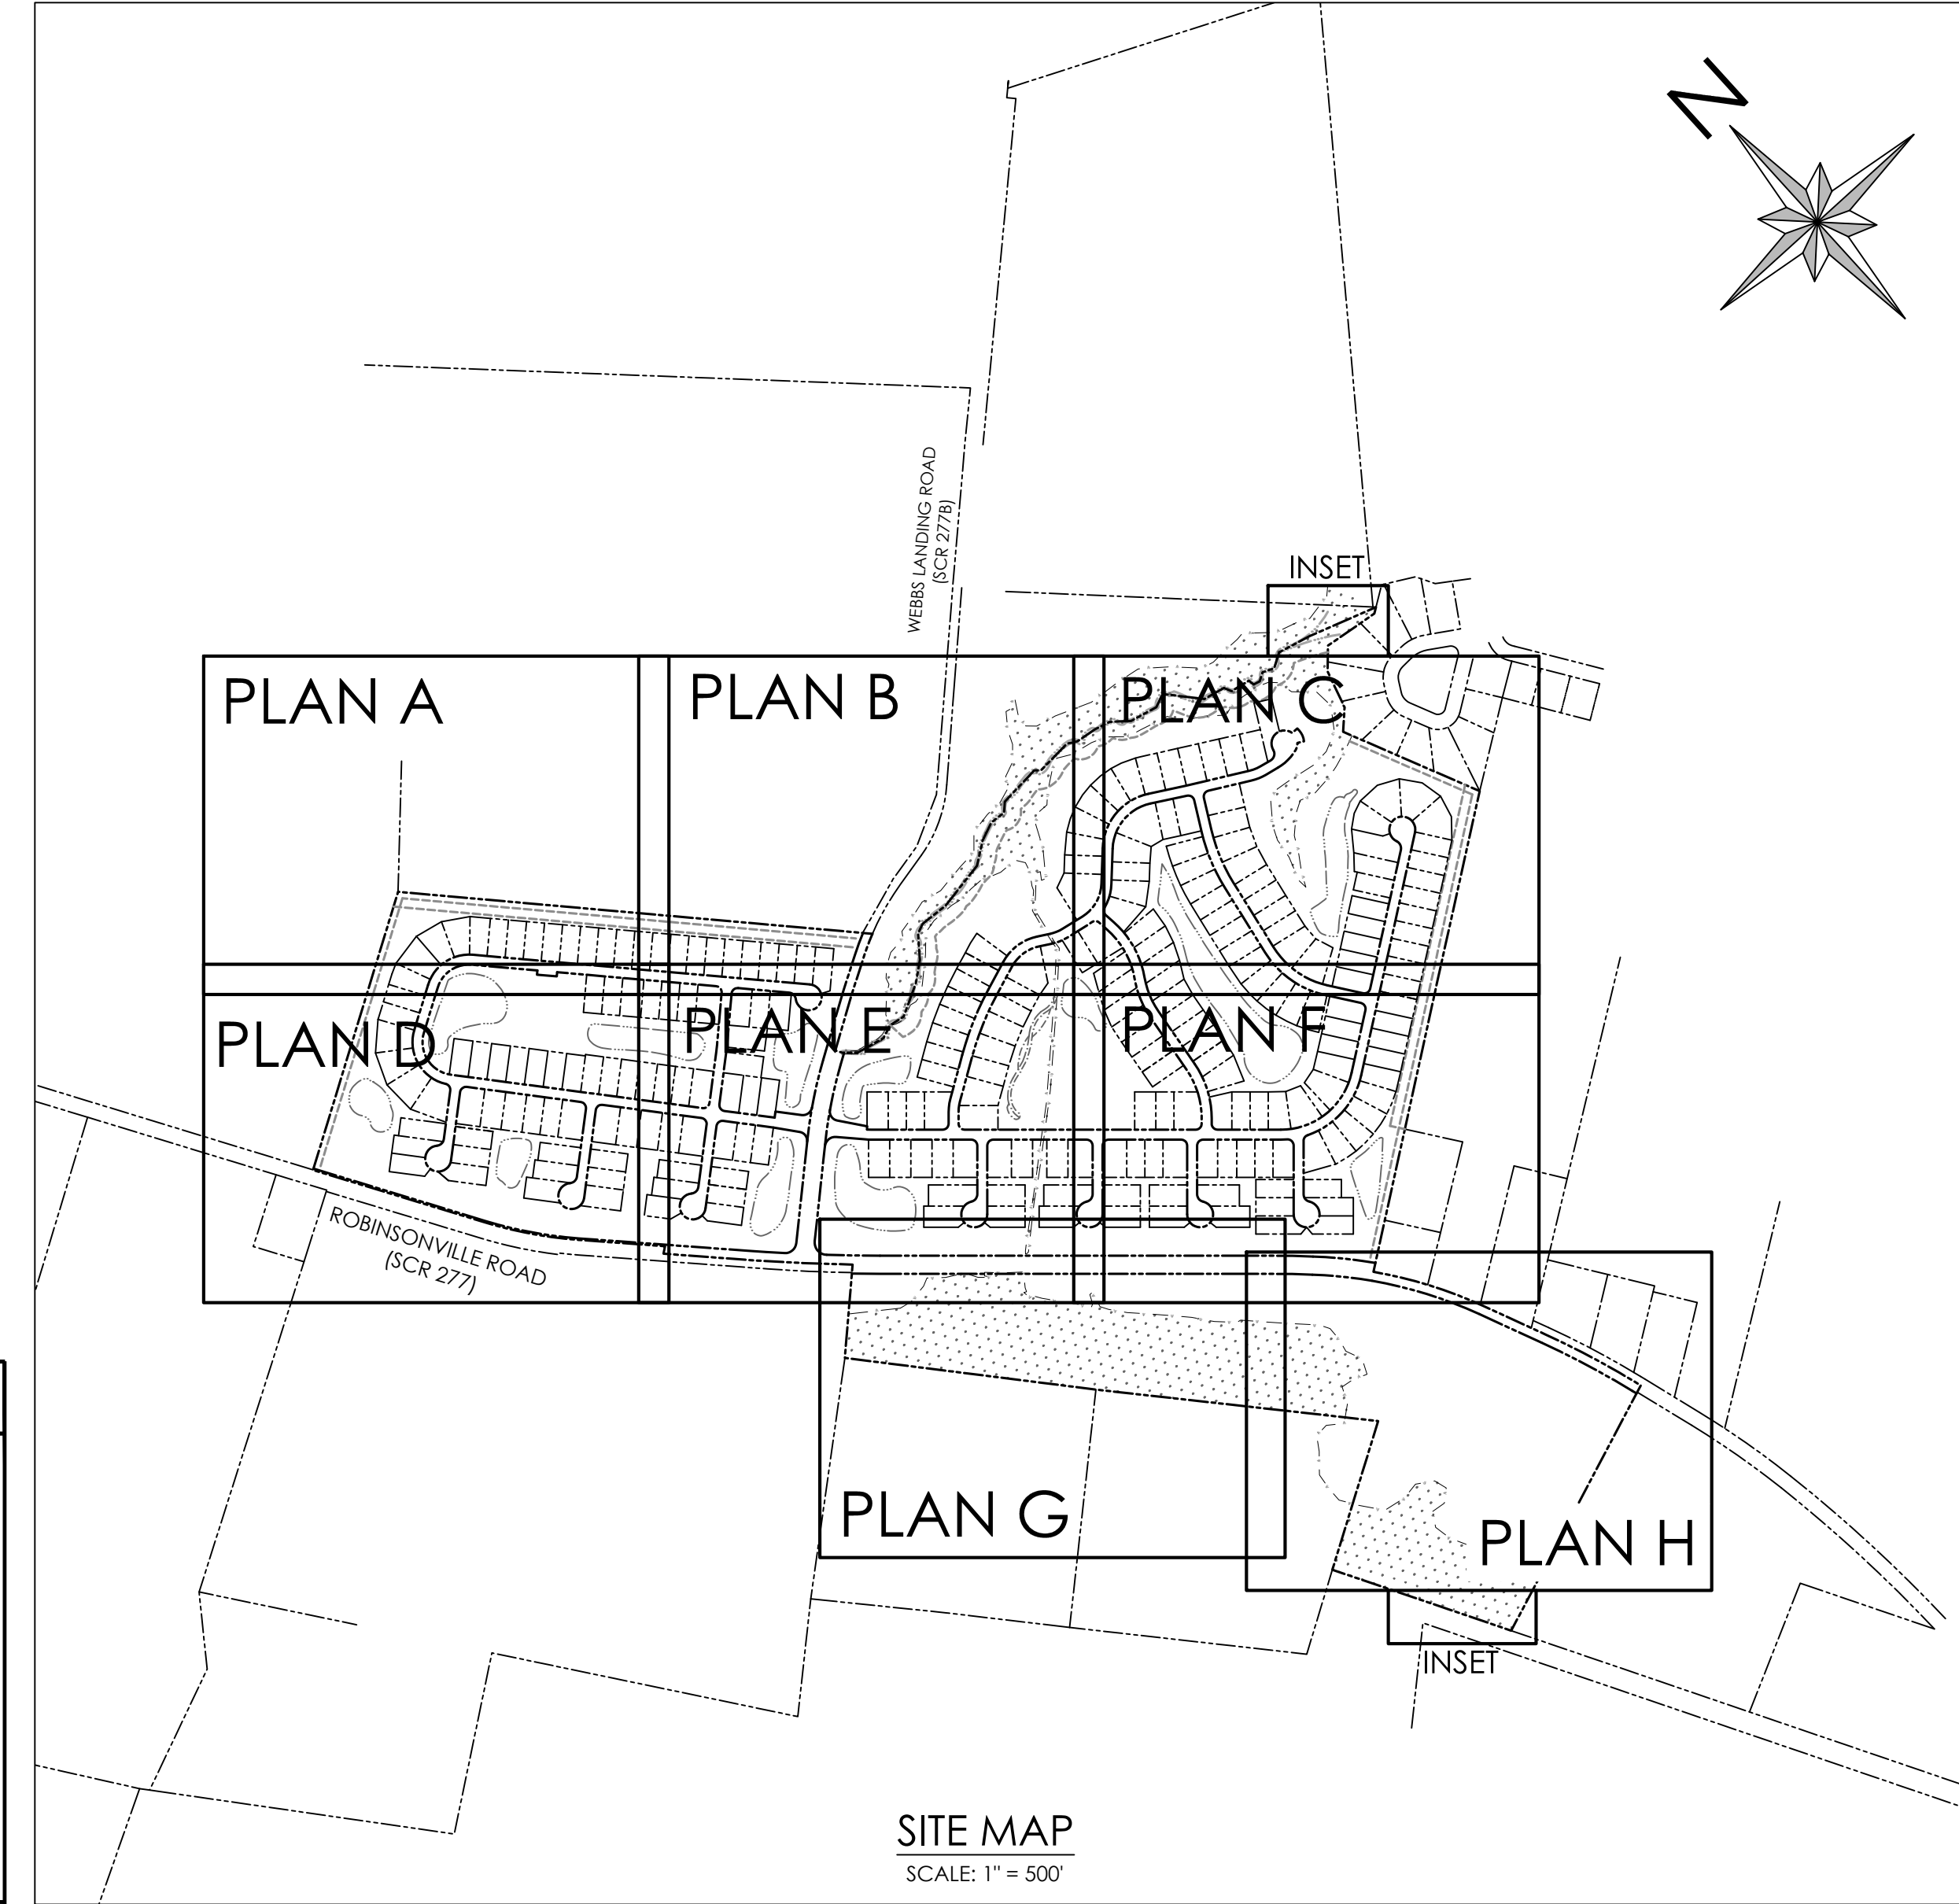 N
WEBBS LANDING ROAD
(SCR 277B)
INSET
PLAN A
PLAN B
PLAN C
PLAN D
PLAN E
PLAN F
ROBINSONVILLE ROAD
(SCR 277)
PLAN G
PLAN H
INSET
SITE MAP
SCALE: 1" = 500'